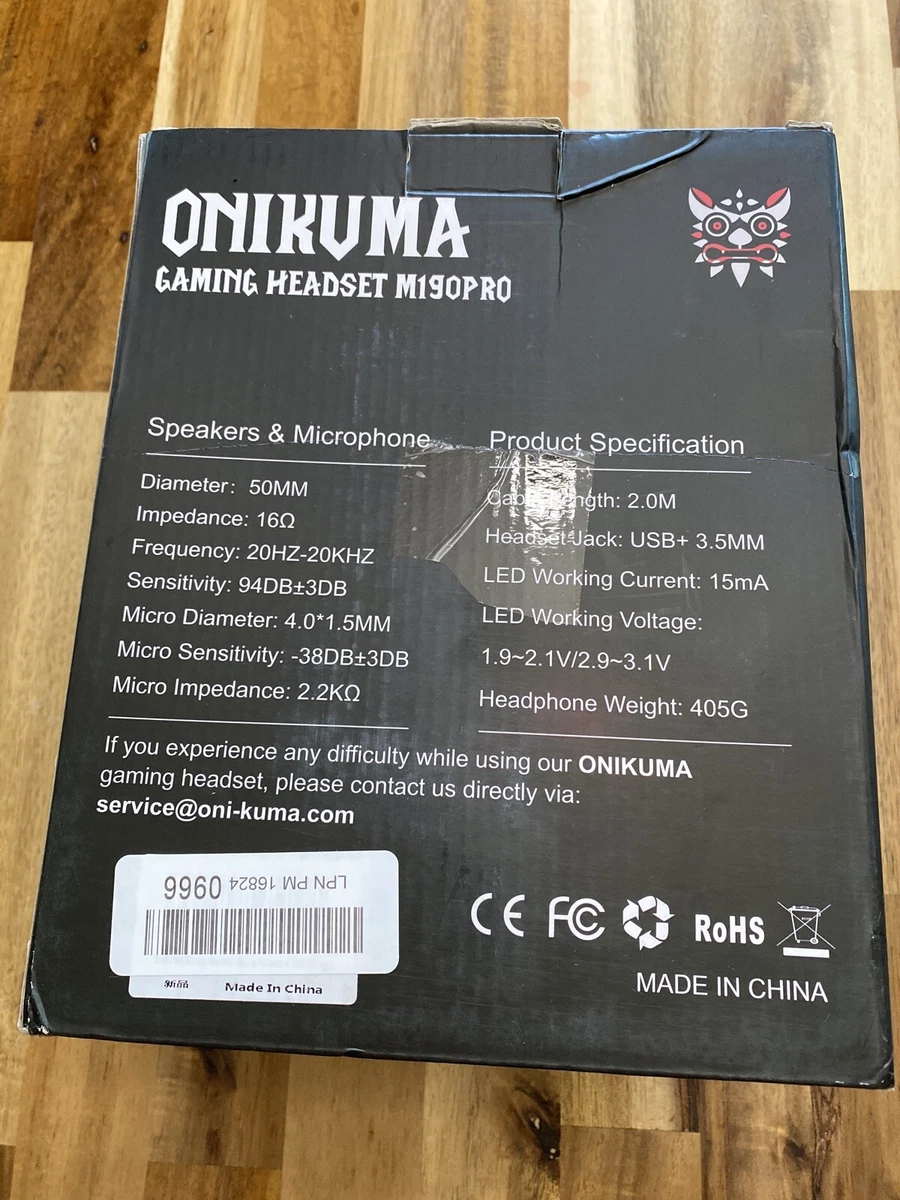 ONIKUMA
GAMING HEADSET M190PRO
Speakers & Microphone
Diameter: 50MM
Impedance: 16Ω
Frequency: 20HZ-20KHZ
Sensitivity: 94DB±3DB
Micro Diameter: 4.0*1.5MM
Micro Sensitivity: -38DB±3DB
Micro Impedance: 2.2KΩ
Product Specification
Cable Length: 2.0M
Headset Jack: USB+ 3.5MM
LED Working Current: 15mA
LED Working Voltage:
1.9~2.1V/2.9~3.1V
Headphone Weight: 405G
If you experience any difficulty while using our ONIKUMA
gaming headset, please contact us directly via:
service@oni-kuma.com
LPN PM 16824 0966
新品 Made In China
CE FC RoHS
MADE IN CHINA